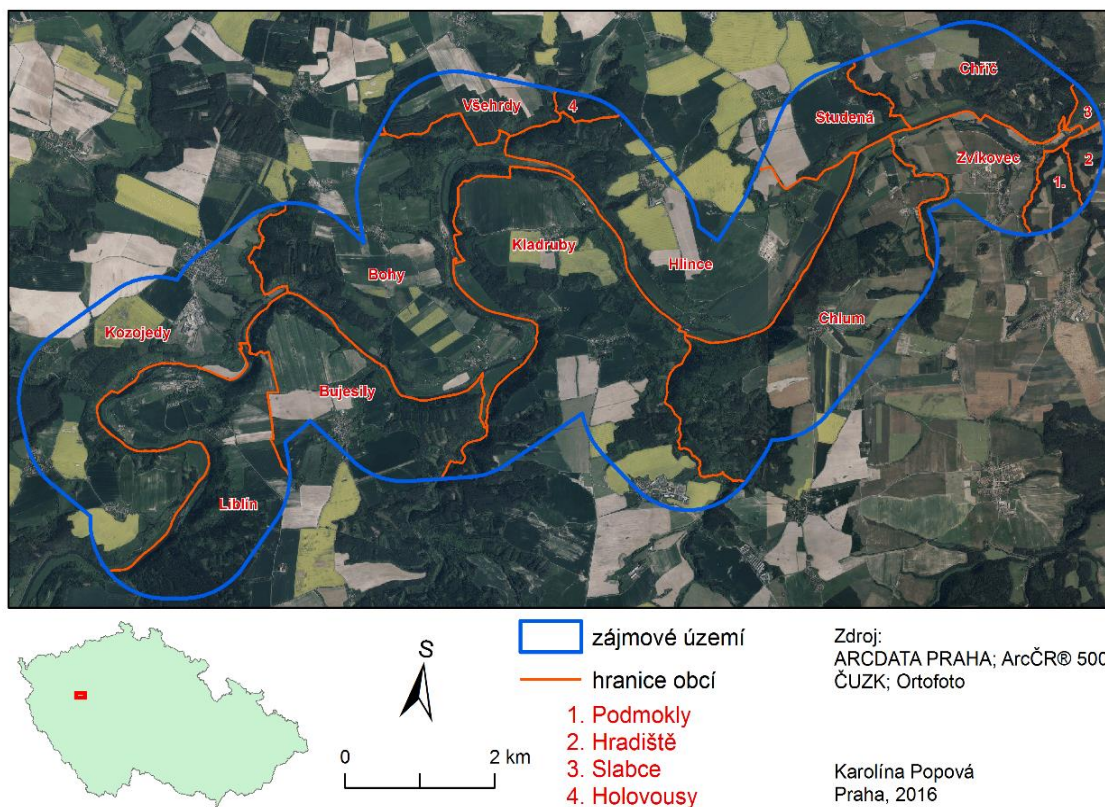 Chříč
3
Všehrdy
4
Studená
Zvíkovec
2
1.
Kladruby
Hlince
Bohy
Kozojedy
Chlum
Bujesily
Liblín
S
0 2 km
zájmové území
hranice obcí
1. Podmokly
2. Hradiště
3. Slabce
4. Holovousy
Zdroj:
ARCDATA PRAHA; ArcČR® 500
ČUZK; Ortofoto
Karolína Popová
Praha, 2016